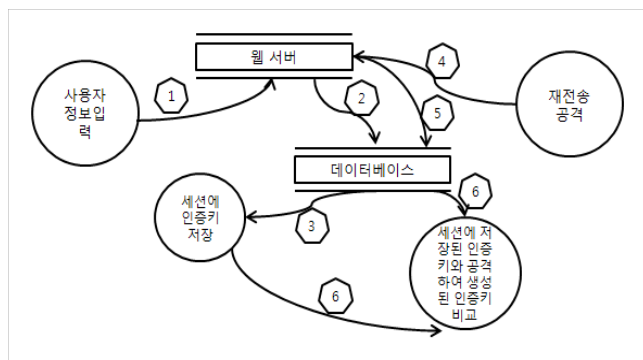 웹 서버
4
사용자
정보입
력
1
2
재전송
공격
5
데이터베이스
세션에
인증키
저장
3
6
세션에 저
장된 인증
키와 공격
하여 생성
된 인증키
비교
6